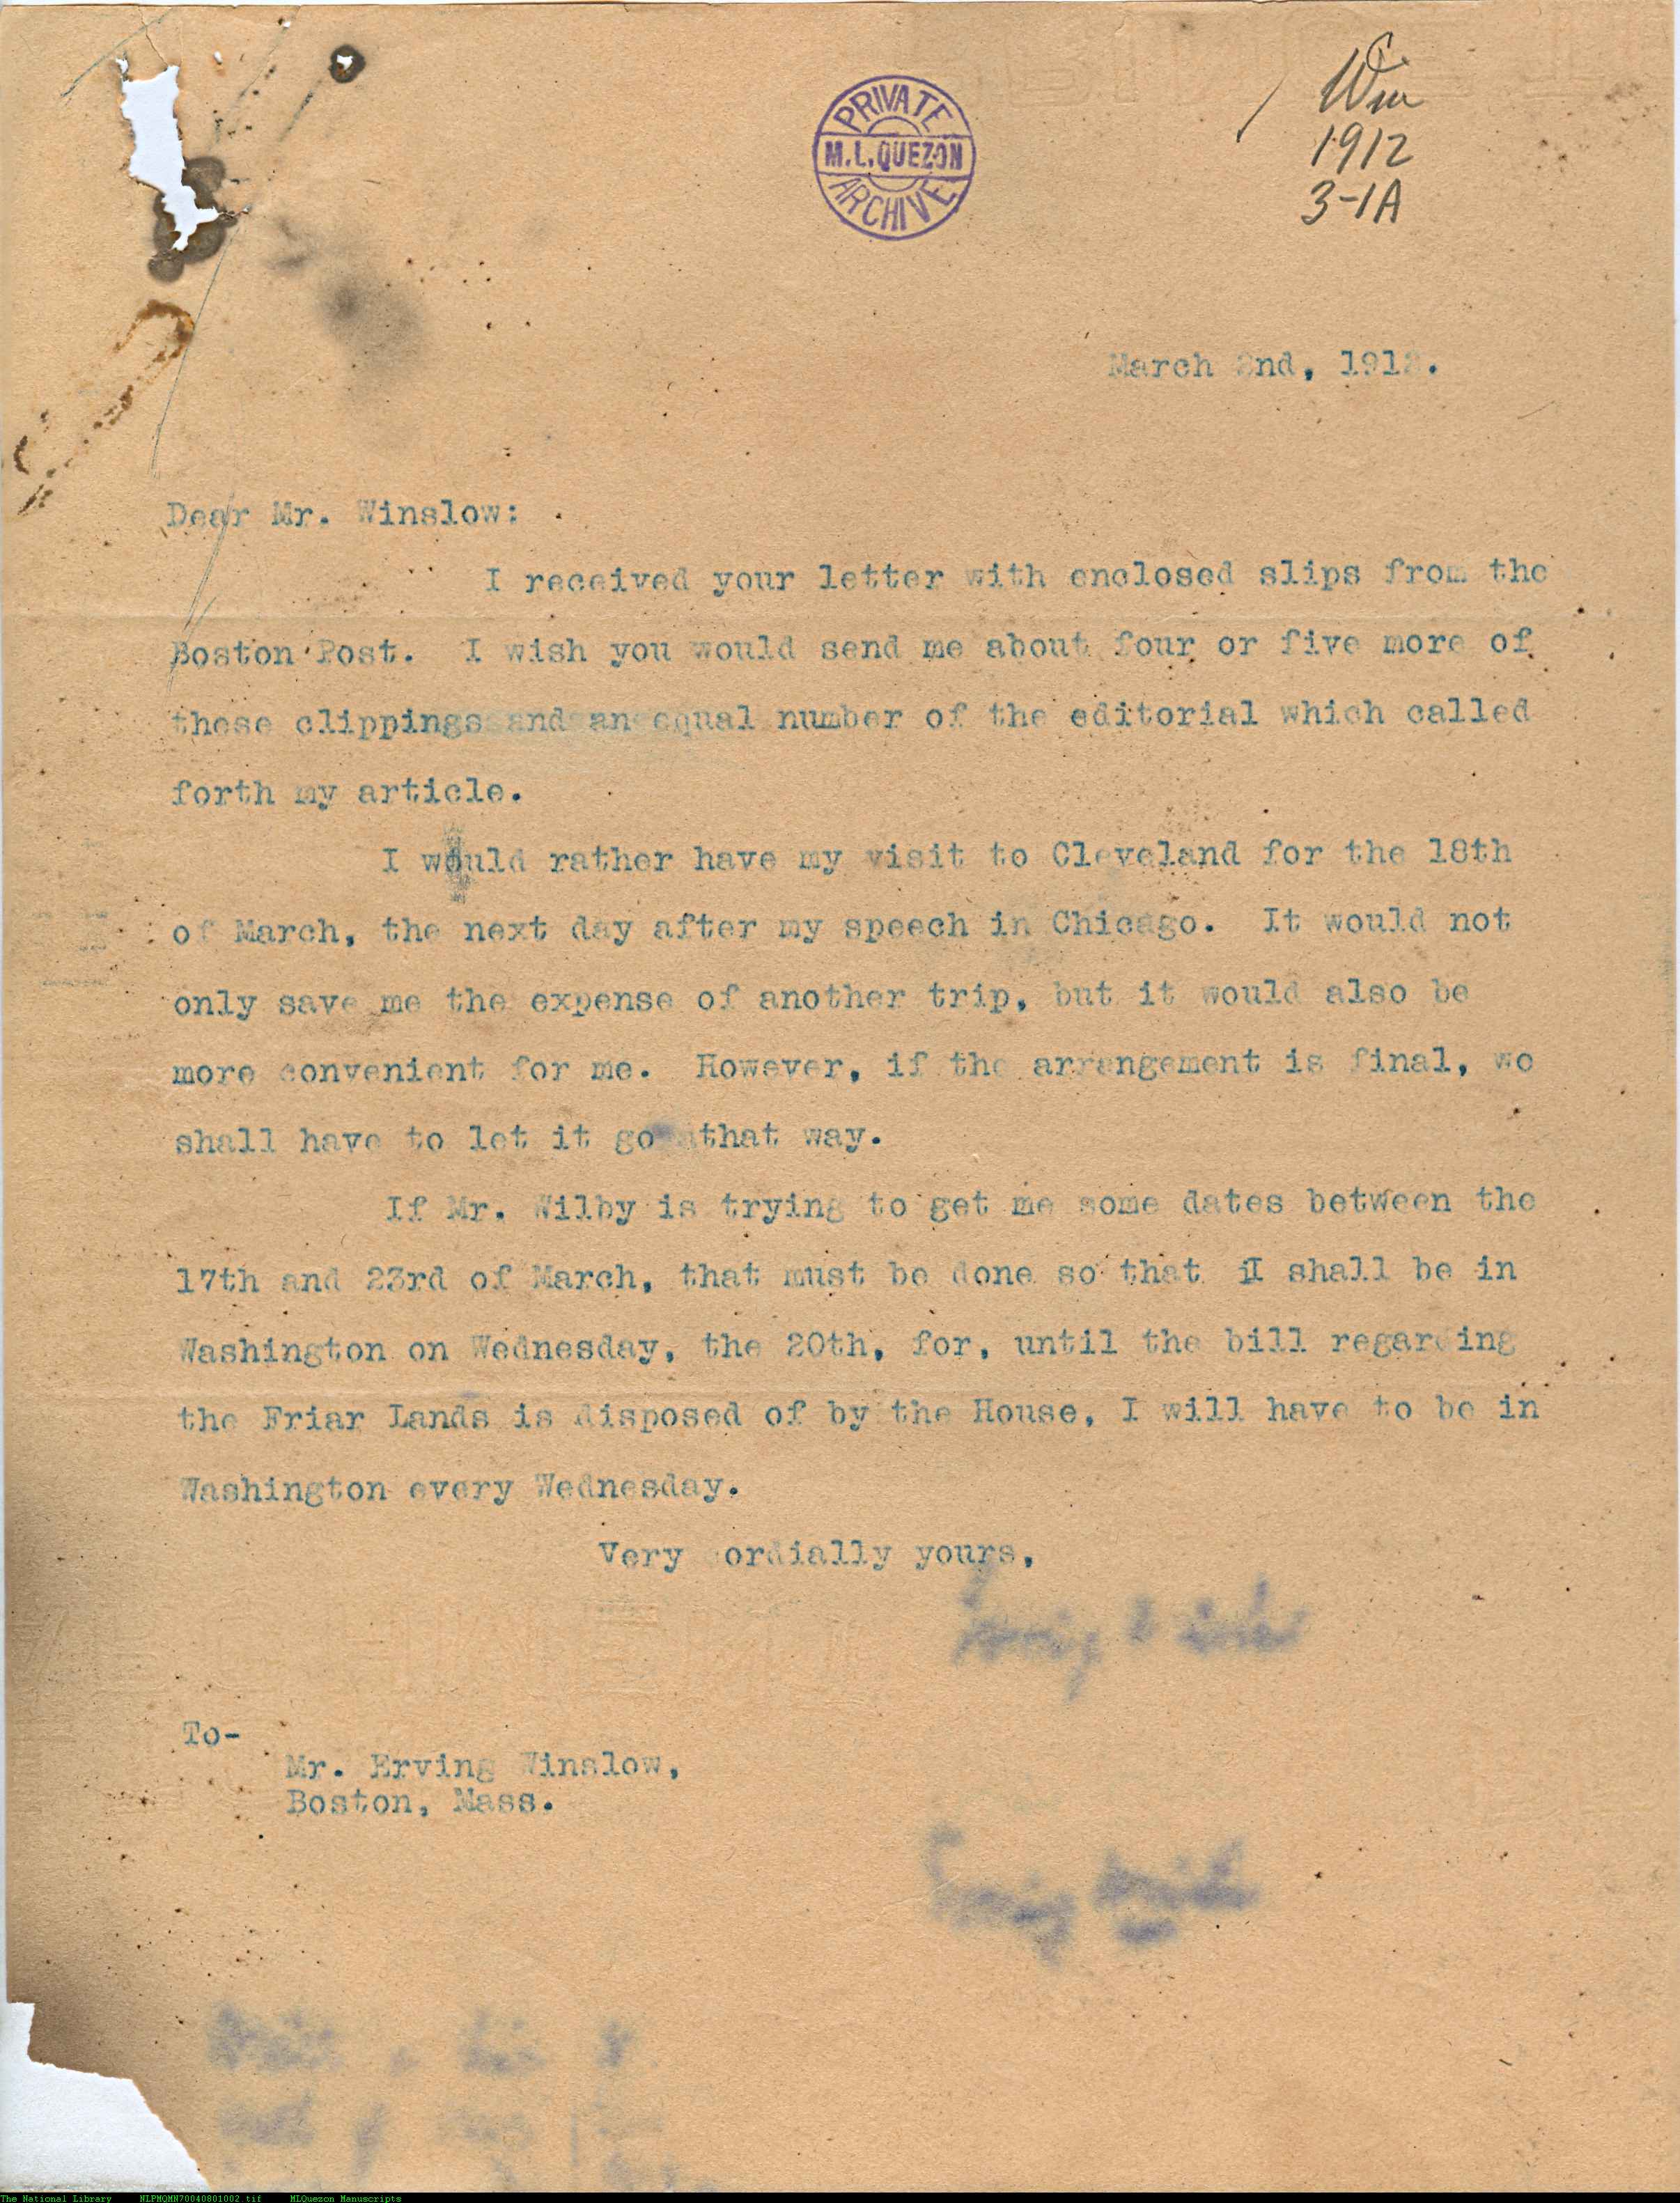 PRIVATE
M.L.QUEZON
ARCHIVE
Win
1912
3-1A
March 2nd, 1912.
Dear Mr. Winslow:
I received your letter with enclosed slips from the
Boston Post. I wish you would send me about four or five more of
these clippings and an equal number of the editorial which called
forth my article.
I would rather have my visit to Cleveland for the 18th
of March, the next day after my speech in Chicago. It would not
only save me the expense of another trip, but it would also be
more convenient for me. However, if the arrangement is final, we
shall have to let it go that way.
If Mr. Wilby is trying to get me some dates between the
17th and 23rd of March, that must be done so that I shall be in
Washington on Wednesday, the 20th, for, until the bill regarding
the Friar Lands is disposed of by the House, I will have to be in
Washington every Wednesday.
Very cordially yours,
To-
Mr. Erving Winslow,
Boston, Mass.
The National Library NLPMQMN70040801002.tif MLQuezon Manuscripts